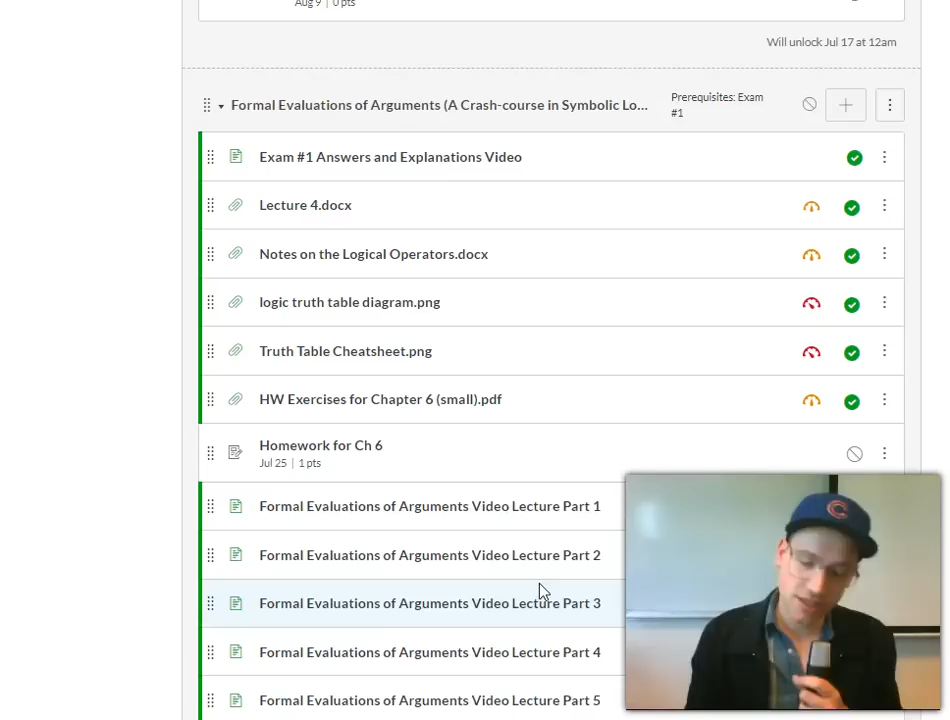 Aug 9 | 0 pts
Will unlock Jul 17 at 12am
Formal Evaluations of Arguments (A Crash-course in Symbolic Lo...
Prerequisites: Exam
#1
Exam #1 Answers and Explanations Video
Lecture 4.docx
Notes on the Logical Operators.docx
logic truth table diagram.png
Truth Table Cheatsheet.png
HW Exercises for Chapter 6 (small).pdf
Homework for Ch 6
Jul 25 | 1 pts
Formal Evaluations of Arguments Video Lecture Part 1
Formal Evaluations of Arguments Video Lecture Part 2
Formal Evaluations of Arguments Video Lecture Part 3
Formal Evaluations of Arguments Video Lecture Part 4
Formal Evaluations of Arguments Video Lecture Part 5
C